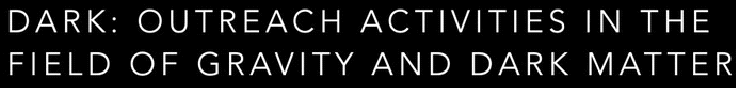 DARK: OUTREACH ACTIVITIES IN THE
FIELD OF GRAVITY AND DARK MATTER